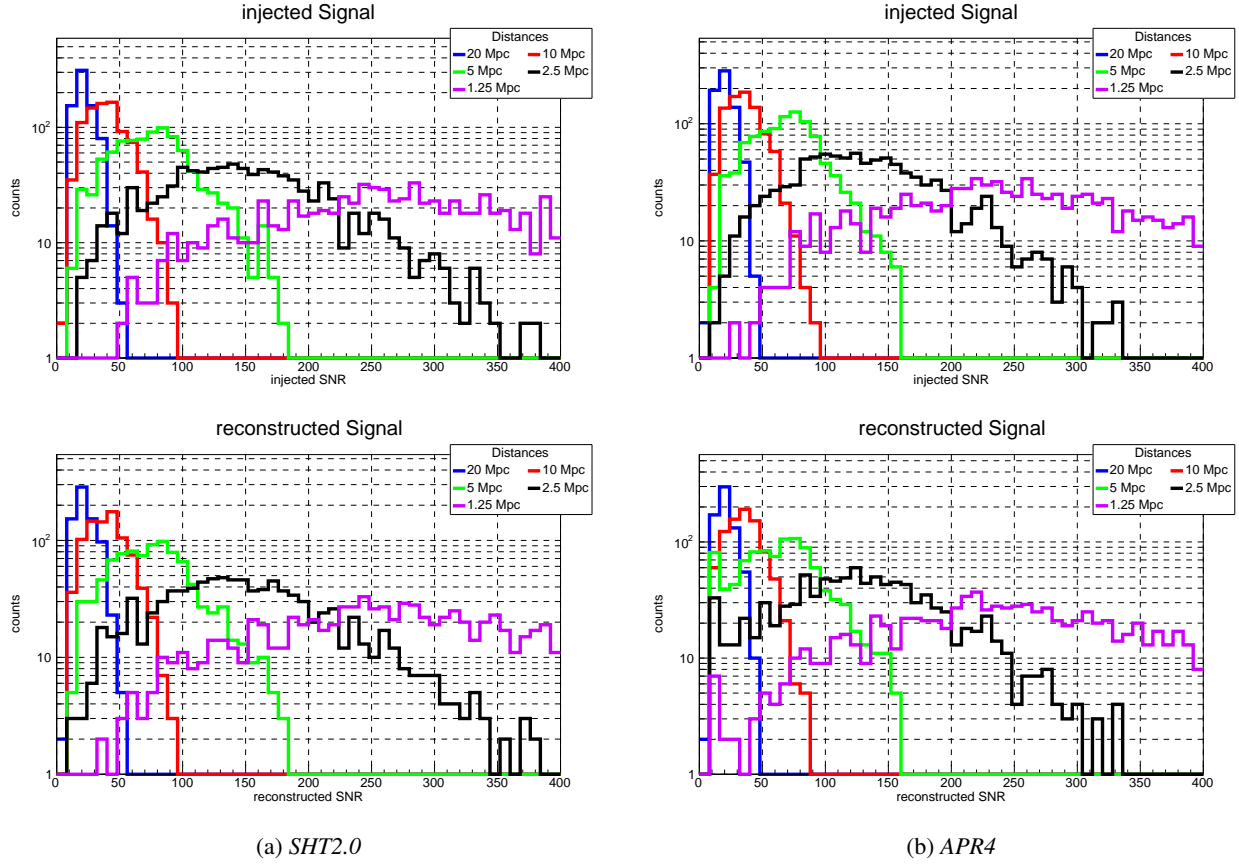 injected Signal
Distances
20 Mpc 10 Mpc
5 Mpc 2.5 Mpc
1.25 Mpc
counts
10²
10
1
0 50 100 150 200 250 300 350 400
injected SNR
injected Signal
Distances
20 Mpc 10 Mpc
5 Mpc 2.5 Mpc
1.25 Mpc
counts
10²
10
1
0 50 100 150 200 250 300 350 400
injected SNR
reconstructed Signal
Distances
20 Mpc 10 Mpc
5 Mpc 2.5 Mpc
1.25 Mpc
counts
10²
10
1
0 50 100 150 200 250 300 350 400
reconstructed SNR
reconstructed Signal
Distances
20 Mpc 10 Mpc
5 Mpc 2.5 Mpc
1.25 Mpc
counts
10²
10
1
0 50 100 150 200 250 300 350 400
reconstructed SNR
(a) SHT2.0
(b) APR4